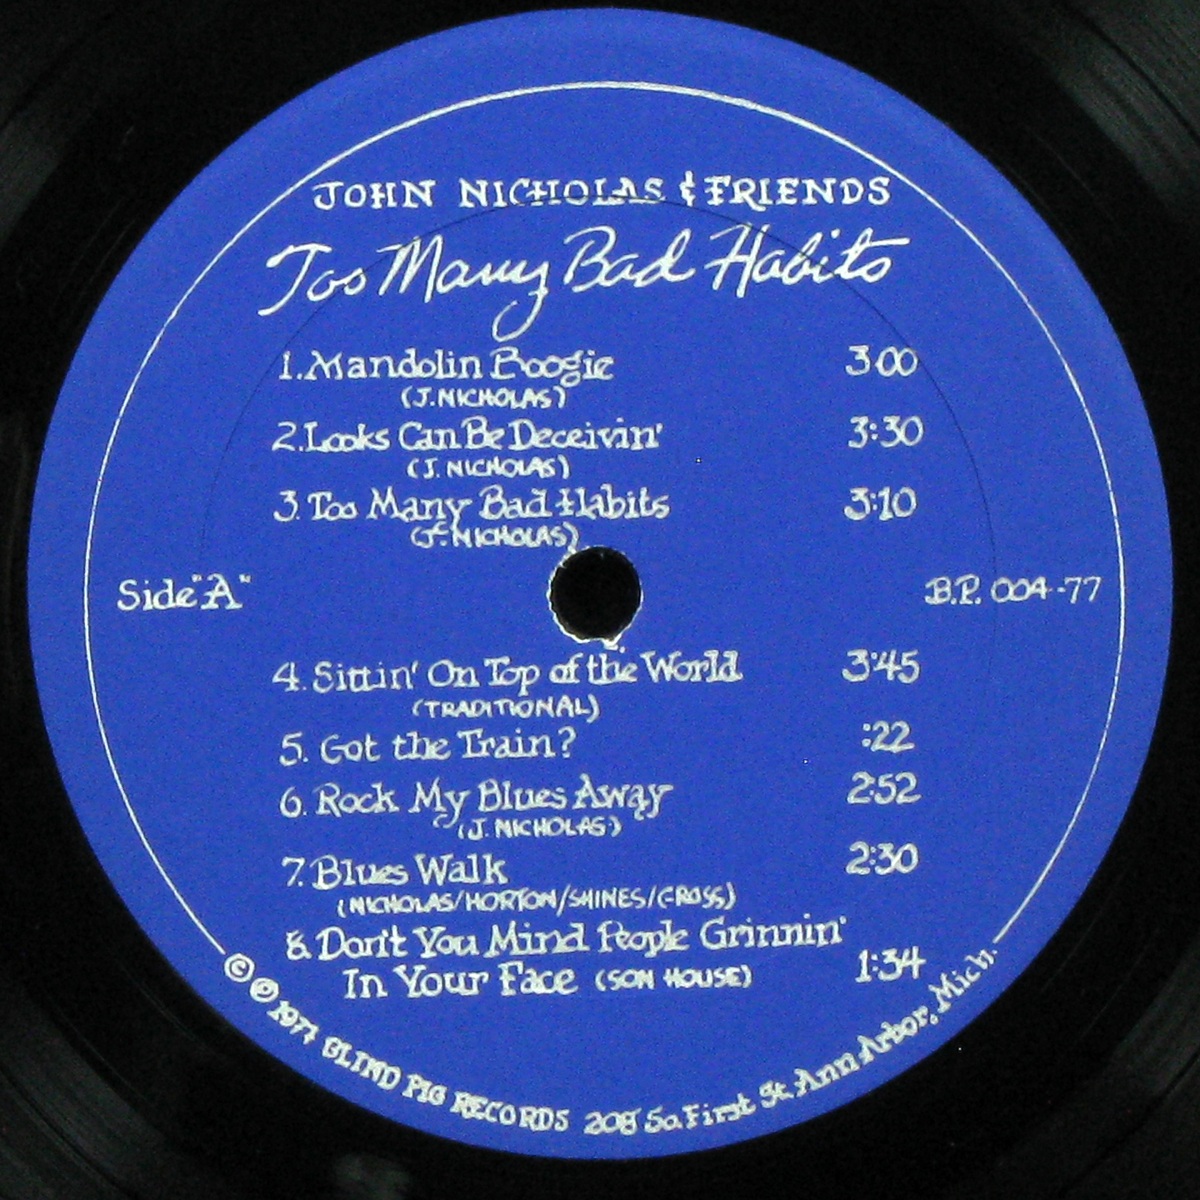 JOHN NICHOLAS & FRIENDS
Too Many Bad Habits
1. Mandolin Boogie 3:00
(J. NICHOLAS)
2. Looks Can Be Deceivin' 3:30
(J. NICHOLAS)
3. Too Many Bad Habits 3:10
(J. NICHOLAS)
Side "A" B.P. 004-77
4. Sittin' On Top of the World 3:45
(TRADITIONAL)
5. Got the Train? :22
6. Rock My Blues Away 2:52
(J. NICHOLAS)
7. Blues Walk 2:30
(NICHOLAS/HORTON/SHINES/GROSS)
8. Don't You Mind People Grinnin'
In Your Face (SON HOUSE) 1:34
© ℗ 1977 BLIND PIG RECORDS 208 So. First St. Ann Arbor, Mich.